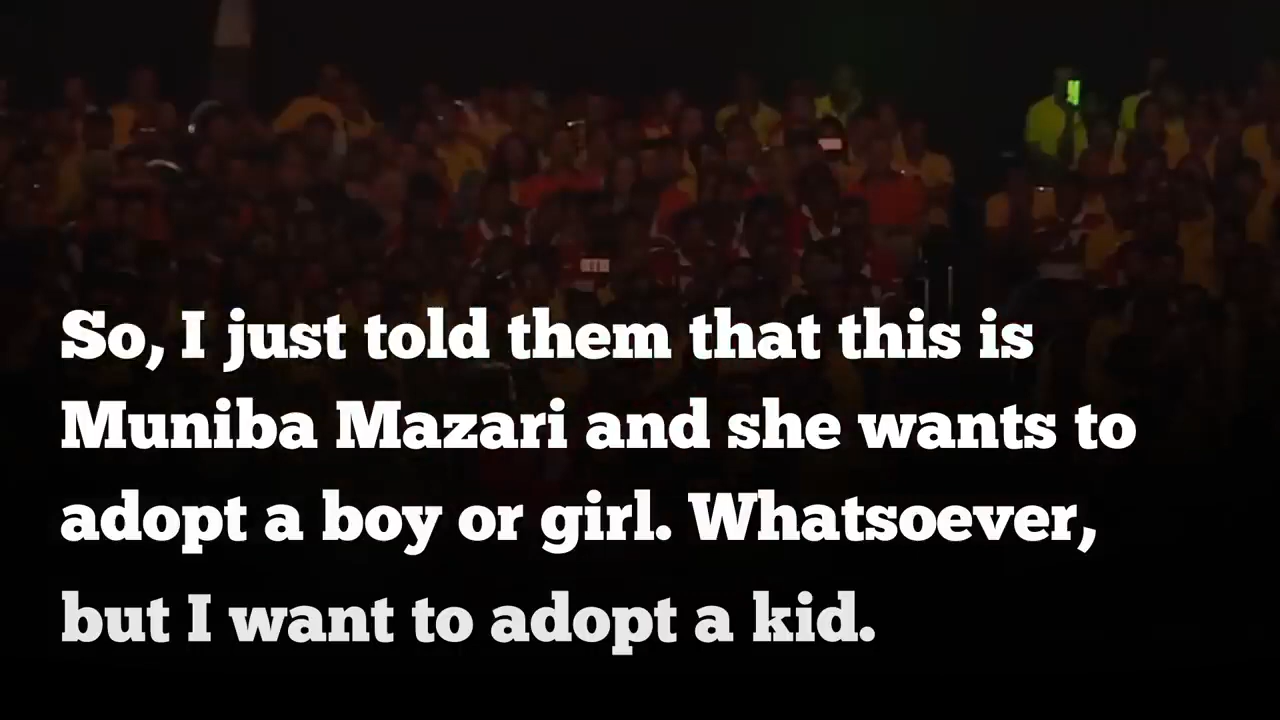 So, I just told them that this is
Muniba Mazari and she wants to
adopt a boy or girl. Whatsoever,
but I want to adopt a kid.